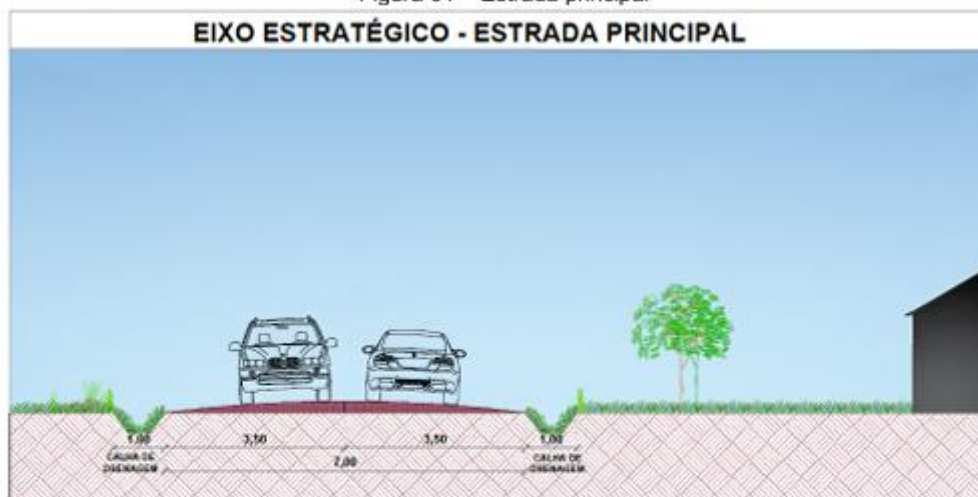 Figura 01 – Estrada principal
EIXO ESTRATÉGICO - ESTRADA PRINCIPAL
1,00
3,50
3,50
1,00
CALHA DE
DRENAGEM
7,00
CALHA DE
DRENAGEM